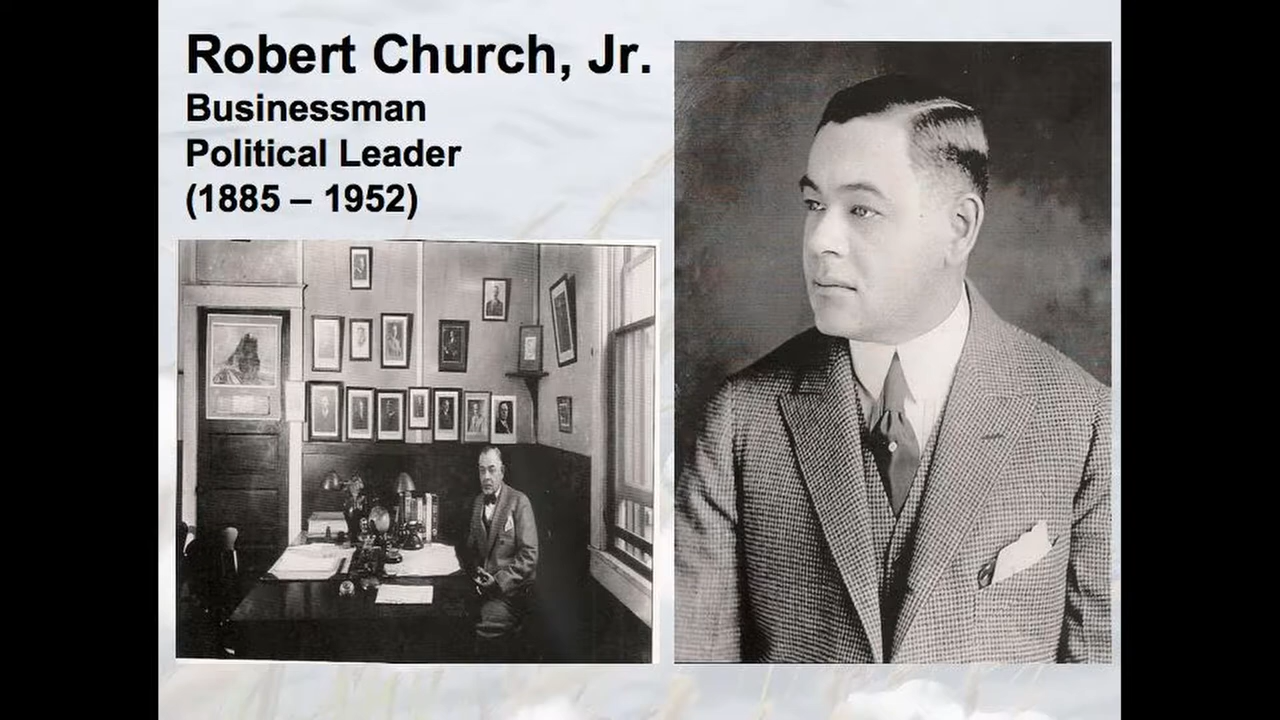 Robert Church, Jr.
Businessman
Political Leader
(1885 – 1952)